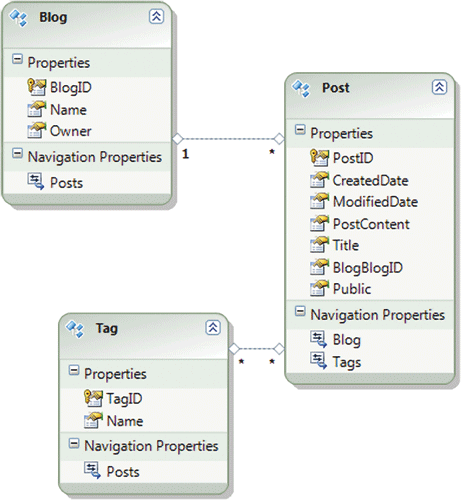 Blog
Properties
BlogID
Name
Owner
Navigation Properties
Posts
1
*
Post
Properties
PostID
CreatedDate
ModifiedDate
PostContent
Title
BlogBlogID
Public
Navigation Properties
Blog
Tags
Tag
Properties
TagID
Name
Navigation Properties
Posts
*
*